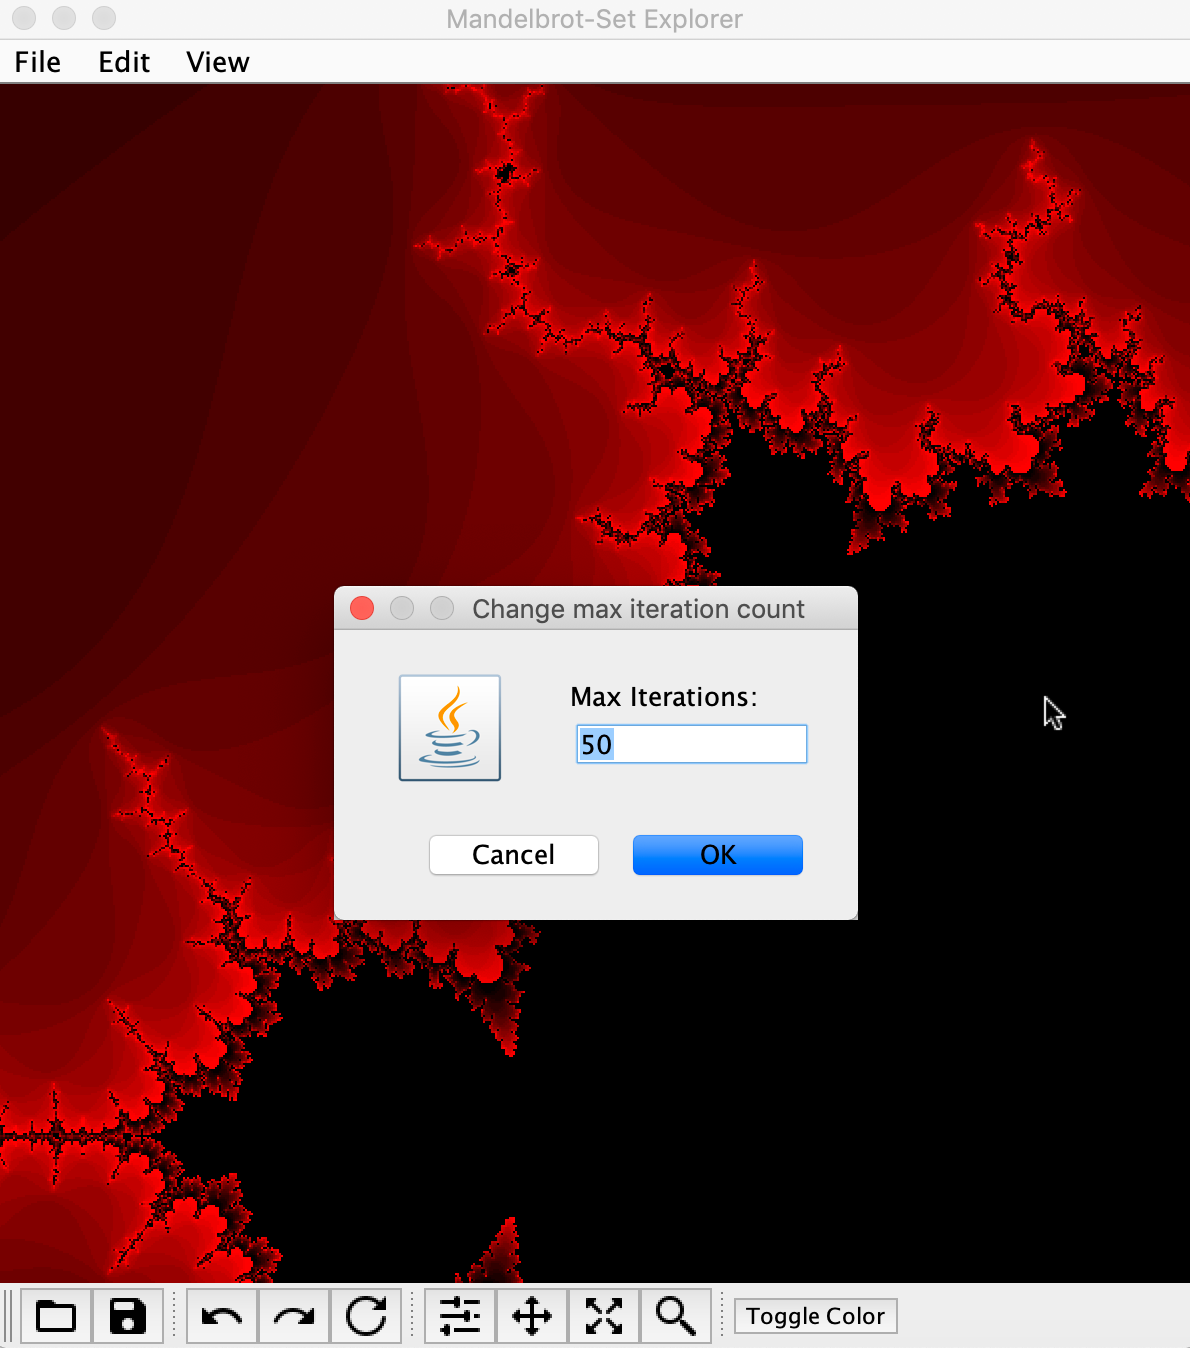 Mandelbrot-Set Explorer
File Edit View
Change max iteration count
Max Iterations:
50
Cancel OK
Toggle Color